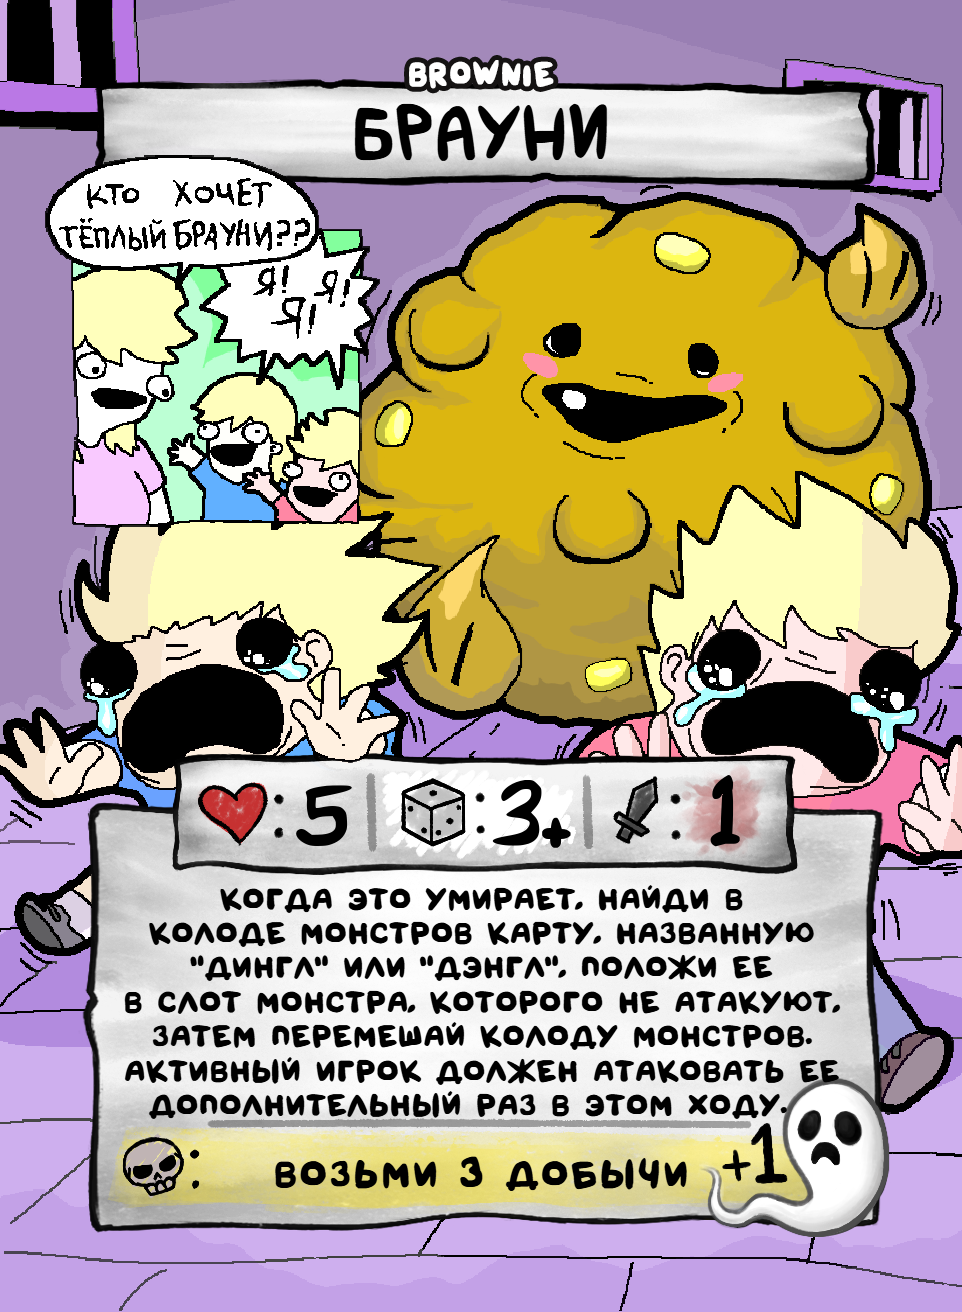 BROWNIE
БРАУНИ
КТО ХОЧЕТ
ТЁПЛЫЙ БРАУНИ??
Я! Я!
Я!
:5 :3+ :1
КОГДА ЭТО УМИРАЕТ, НАЙДИ В
КОЛОДЕ МОНСТРОВ КАРТУ, НАЗВАННУЮ
"ДИНГЛ" ИЛИ "ДЭНГЛ", ПОЛОЖИ ЕЕ
В СЛОТ МОНСТРА, КОТОРОГО НЕ АТАКУЮТ,
ЗАТЕМ ПЕРЕМЕШАЙ КОЛОДУ МОНСТРОВ.
АКТИВНЫЙ ИГРОК ДОЛЖЕН АТАКОВАТЬ ЕЕ
ДОПОЛНИТЕЛЬНЫЙ РАЗ В ЭТОМ ХОДУ.
: ВОЗЬМИ 3 ДОБЫЧИ +1